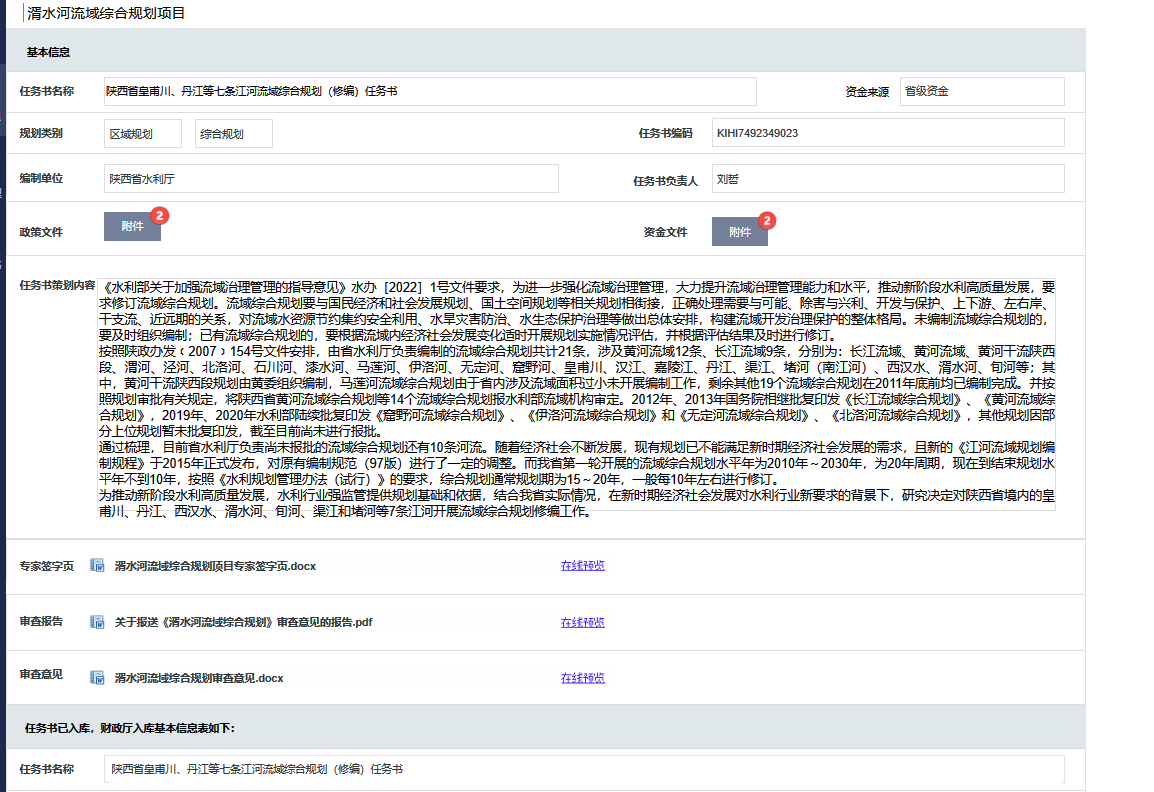 湑水河流域综合规划项目
基本信息
任务书名称 陕西省皇甫川、丹江等七条江河流域综合规划（修编）任务书 资金来源 省级资金
规划类别 区域规划 综合规划 任务书编码 KIHI7492349023
编制单位 陕西省水利厅 任务书负责人 刘哲
政策文件 附件 2 资金文件 附件 2
任务书策划内容 《水利部关于加强流域治理管理的指导意见》水办［2022］1号文件要求，为进一步强化流域治理管理，大力提升流域治理管理能力和水平，推动新阶段水利高质量发展，要
求修订流域综合规划。流域综合规划要与国民经济和社会发展规划、国土空间规划等相关规划相衔接，正确处理需要与可能、除害与兴利、开发与保护、上下游、左右岸、
干支流、近远期的关系，对流域水资源节约集约安全利用、水旱灾害防治、水生态保护治理等做出总体安排，构建流域开发治理保护的整体格局。未编制流域综合规划的，
要及时组织编制；已有流域综合规划的，要根据流域内经济社会发展变化适时开展规划实施情况评估，并根据评估结果及时进行修订。
按照陕政办发﹝2007﹞154号文件安排，由省水利厅负责编制的流域综合规划共计21条，涉及黄河流域12条、长江流域9条，分别为：长江流域、黄河流域、黄河干流陕西
段、渭河、泾河、北洛河、石川河、漆水河、马莲河、伊洛河、无定河、窟野河、皇甫川、汉江、嘉陵江、丹江、渠江、堵河（南江河）、西汉水、湑水河、旬河等；其
中，黄河干流陕西段规划由黄委组织编制，马莲河流域综合规划由于省内涉及流域面积过小未开展编制工作，剩余其他19个流域综合规划在2011年底前均已编制完成。并按
照规划审批有关规定，将陕西省黄河流域综合规划等14个流域综合规划报水利部流域机构审定。2012年、2013年国务院相继批复印发《长江流域综合规划》、《黄河流域综
合规划》，2019年、2020年水利部陆续批复印发《窟野河流域综合规划》、《伊洛河流域综合规划》和《无定河流域综合规划》、《北洛河流域综合规划》，其他规划因部
分上位规划暂未批复印发，截至目前尚未进行报批。
通过梳理，目前省水利厅负责尚未报批的流域综合规划还有10条河流。随着经济社会不断发展，现有规划已不能满足新时期经济社会发展的需求，且新的《江河流域规划编
制规程》于2015年正式发布，对原有编制规范（97版）进行了一定的调整。而我省第一轮开展的流域综合规划水平年为2010年～2030年，为20年周期，现在到结束规划水
平年不到10年，按照《水利规划管理办法（试行）》的要求，综合规划通常规划期为15～20年，一般每10年左右进行修订。
为推动新阶段水利高质量发展，水利行业强监管提供规划基础和依据，结合我省实际情况，在新时期经济社会发展对水利行业新要求的背景下，研究决定对陕西省境内的皇
甫川、丹江、西汉水、湑水河、旬河、渠江和堵河等7条江河开展流域综合规划修编工作。
专家签字页 湑水河流域综合规划项目专家签字页.docx 在线预览
审查报告 关于报送《湑水河流域综合规划》审查意见的报告.pdf 在线预览
审查意见 湑水河流域综合规划审查意见.docx 在线预览
任务书已入库，财政厅入库基本信息表如下：
任务书名称 陕西省皇甫川、丹江等七条江河流域综合规划（修编）任务书